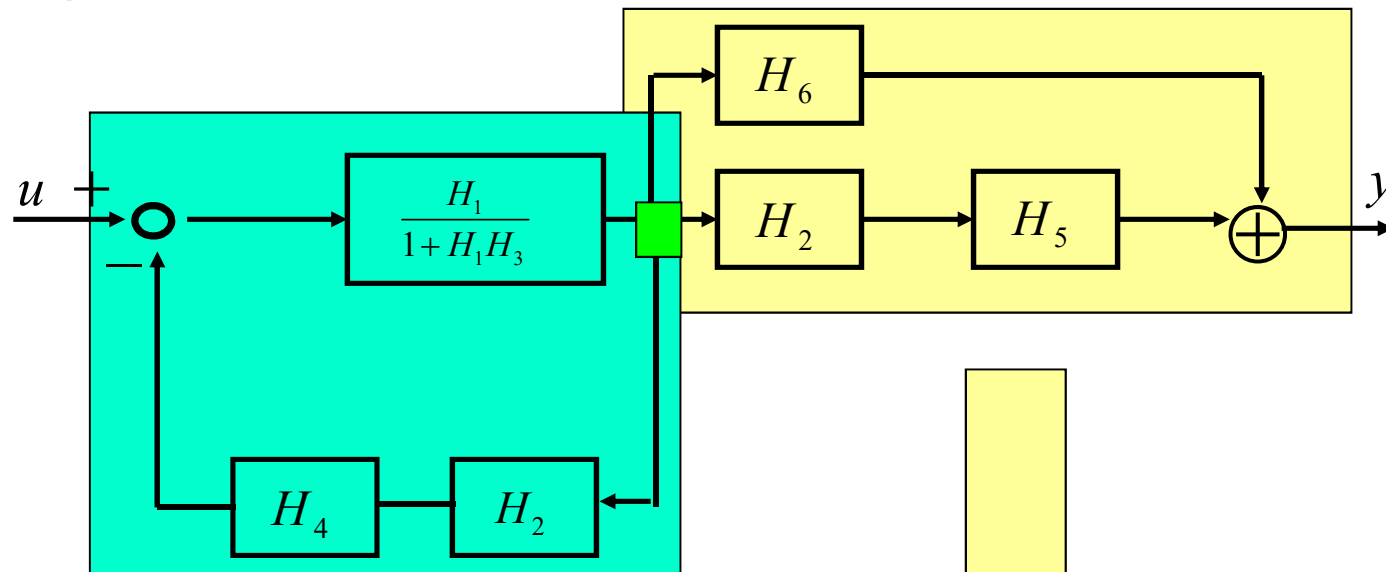 H₆
u
+
H₁
1 + H₁H₃
H₂
H₅
+
y
—
H₄
H₂